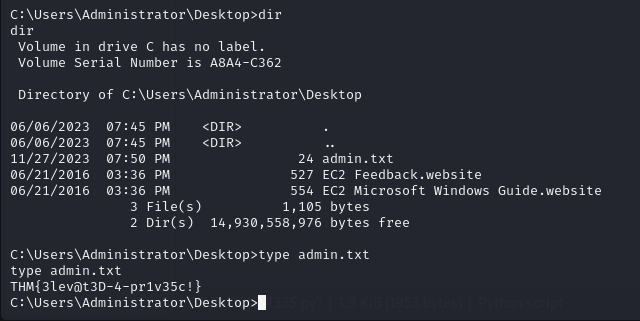 C:\Users\Administrator\Desktop>dir
dir
 Volume in drive C has no label.
 Volume Serial Number is A8A4-C362

 Directory of C:\Users\Administrator\Desktop

06/06/2023  07:45 PM    <DIR>          .
06/06/2023  07:45 PM    <DIR>          ..
11/27/2023  07:50 PM                24 admin.txt
06/21/2016  03:36 PM               527 EC2 Feedback.website
06/21/2016  03:36 PM               554 EC2 Microsoft Windows Guide.website
               3 File(s)          1,105 bytes
               2 Dir(s)  14,930,558,976 bytes free

C:\Users\Administrator\Desktop>type admin.txt
type admin.txt
THM{3lev@t3D-4-pr1v35c!}
C:\Users\Administrator\Desktop>